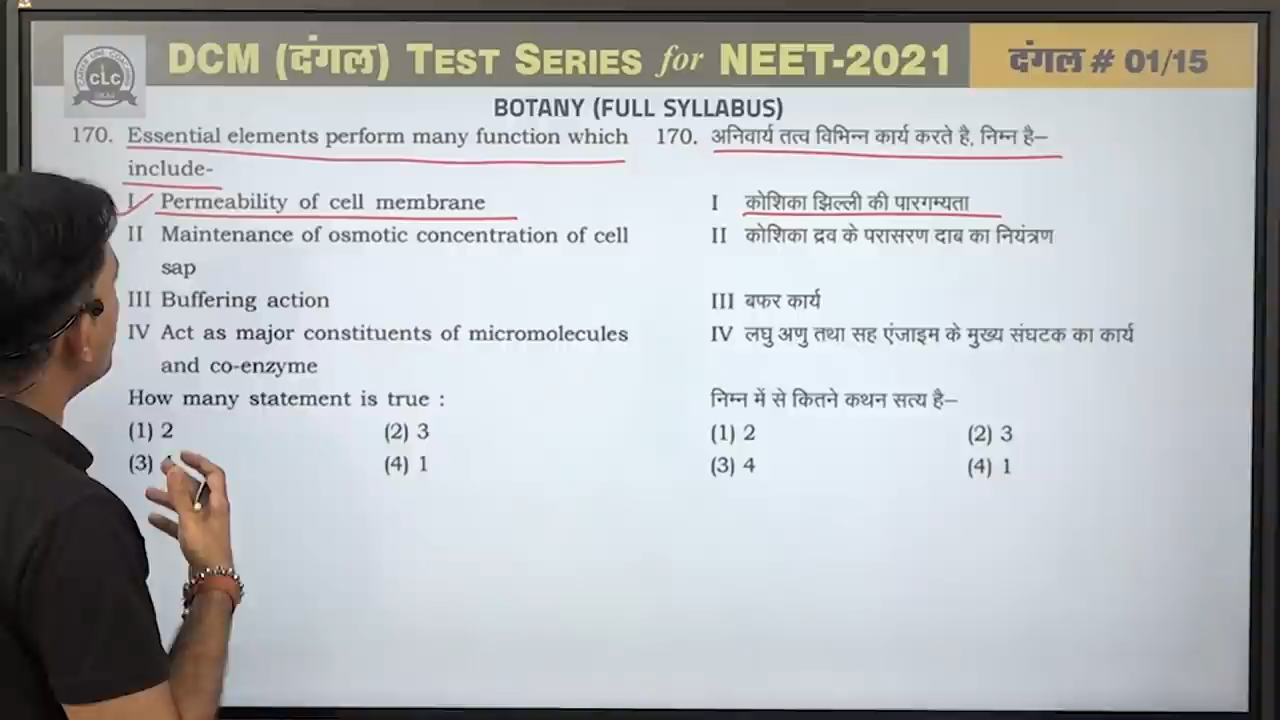 DCM (दंगल) TEST SERIES for NEET-2021
दंगल # 01/15
CLC
BOTANY (FULL SYLLABUS)
170. Essential elements perform many function which
include-
I Permeability of cell membrane
II Maintenance of osmotic concentration of cell
sap
III Buffering action
IV Act as major constituents of micromolecules
and co-enzyme
How many statement is true :
(1) 2 (2) 3
(3) (4) 1
170. अनिवार्य तत्व विभिन्न कार्य करते है, निम्न है–
I कोशिका झिल्ली की पारगम्यता
II कोशिका द्रव के परासरण दाब का नियंत्रण
III बफर कार्य
IV लघु अणु तथा सह एंजाइम के मुख्य संघटक का कार्य
निम्न में से कितने कथन सत्य है–
(1) 2 (2) 3
(3) 4 (4) 1